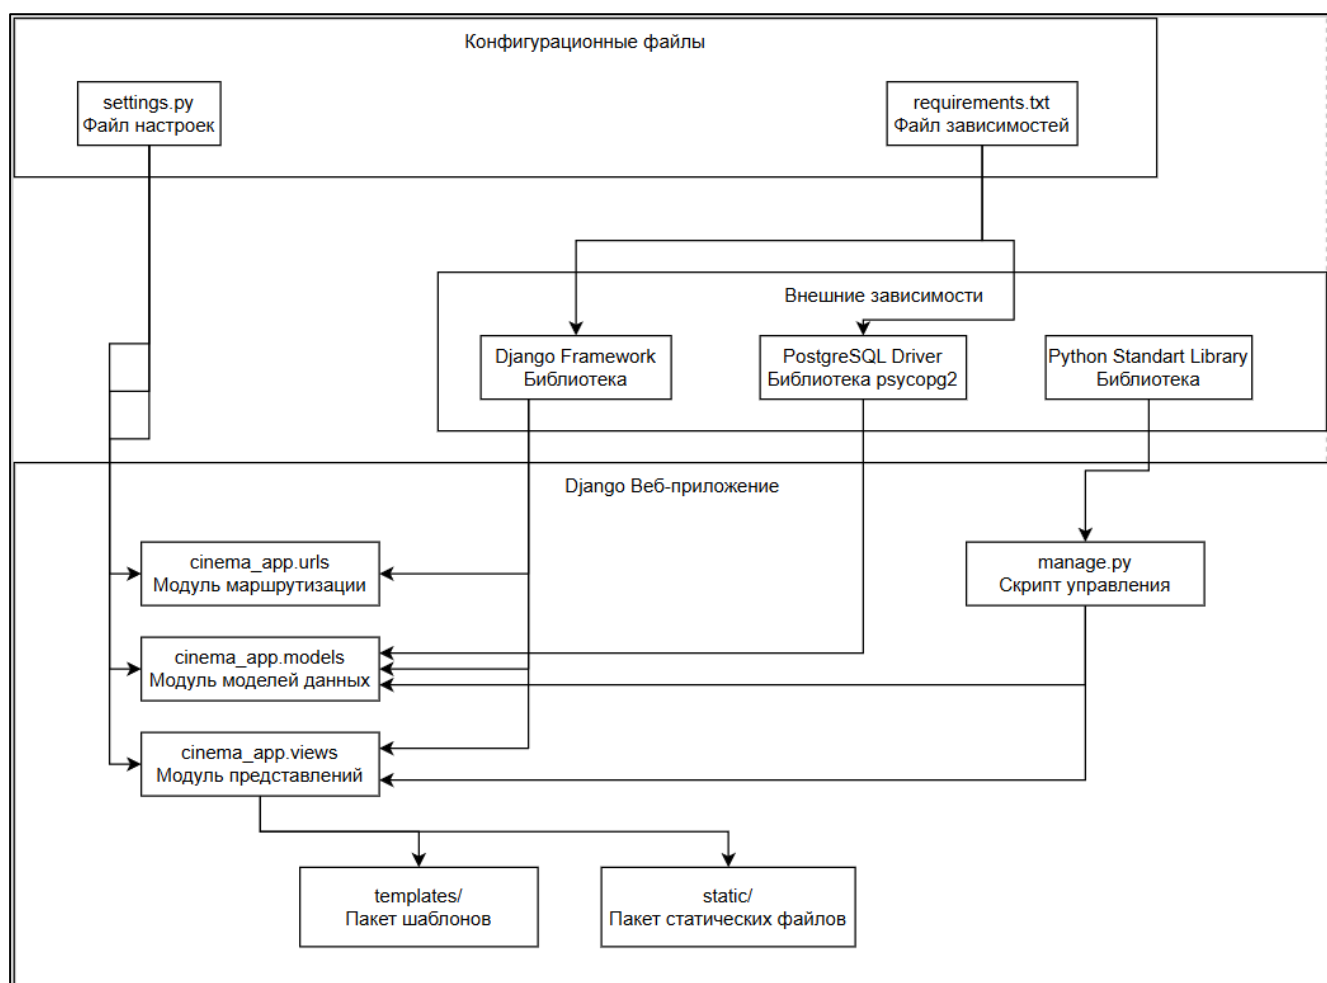 Конфигурационные файлы
settings.py
Файл настроек
requirements.txt
Файл зависимостей
Внешние зависимости
Django Framework
Библиотека
PostgreSQL Driver
Библиотека psycopg2
Python Standart Library
Библиотека
Django Веб-приложение
cinema_app.urls
Модуль маршрутизации
manage.py
Скрипт управления
cinema_app.models
Модуль моделей данных
cinema_app.views
Модуль представлений
templates/
Пакет шаблонов
static/
Пакет статических файлов